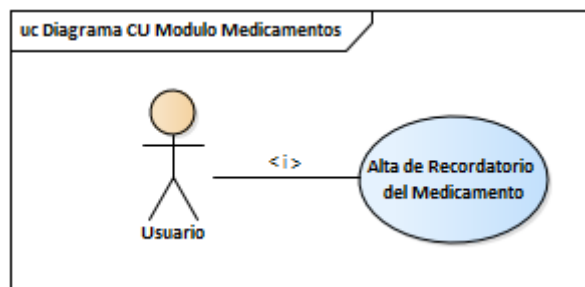 uc Diagrama CU Modulo Medicamentos
<i>
Alta de Recordatorio
del Medicamento
Usuario